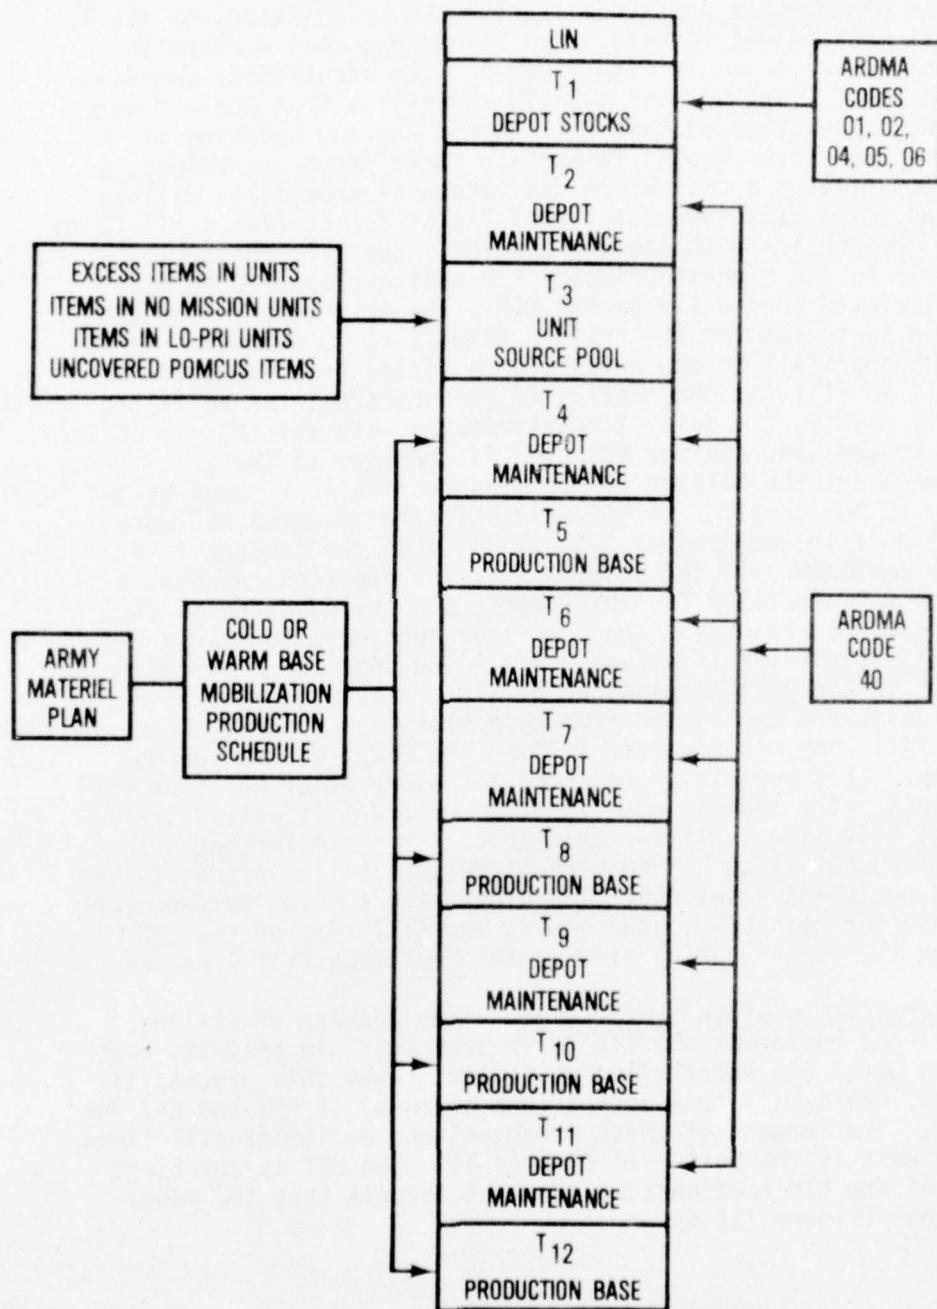 LIN
T1
DEPOT STOCKS
T2
DEPOT
MAINTENANCE
T3
UNIT
SOURCE POOL
T4
DEPOT
MAINTENANCE
T5
PRODUCTION BASE
T6
DEPOT
MAINTENANCE
T7
DEPOT
MAINTENANCE
T8
PRODUCTION BASE
T9
DEPOT
MAINTENANCE
T10
PRODUCTION BASE
T11
DEPOT
MAINTENANCE
T12
PRODUCTION BASE
ARDMA
CODES
01, 02,
04, 05, 06
EXCESS ITEMS IN UNITS
ITEMS IN NO MISSION UNITS
ITEMS IN LO-PRI UNITS
UNCOVERED POMCUS ITEMS
ARMY
MATERIEL
PLAN
COLD OR
WARM BASE
MOBILIZATION
PRODUCTION
SCHEDULE
ARDMA
CODE
40